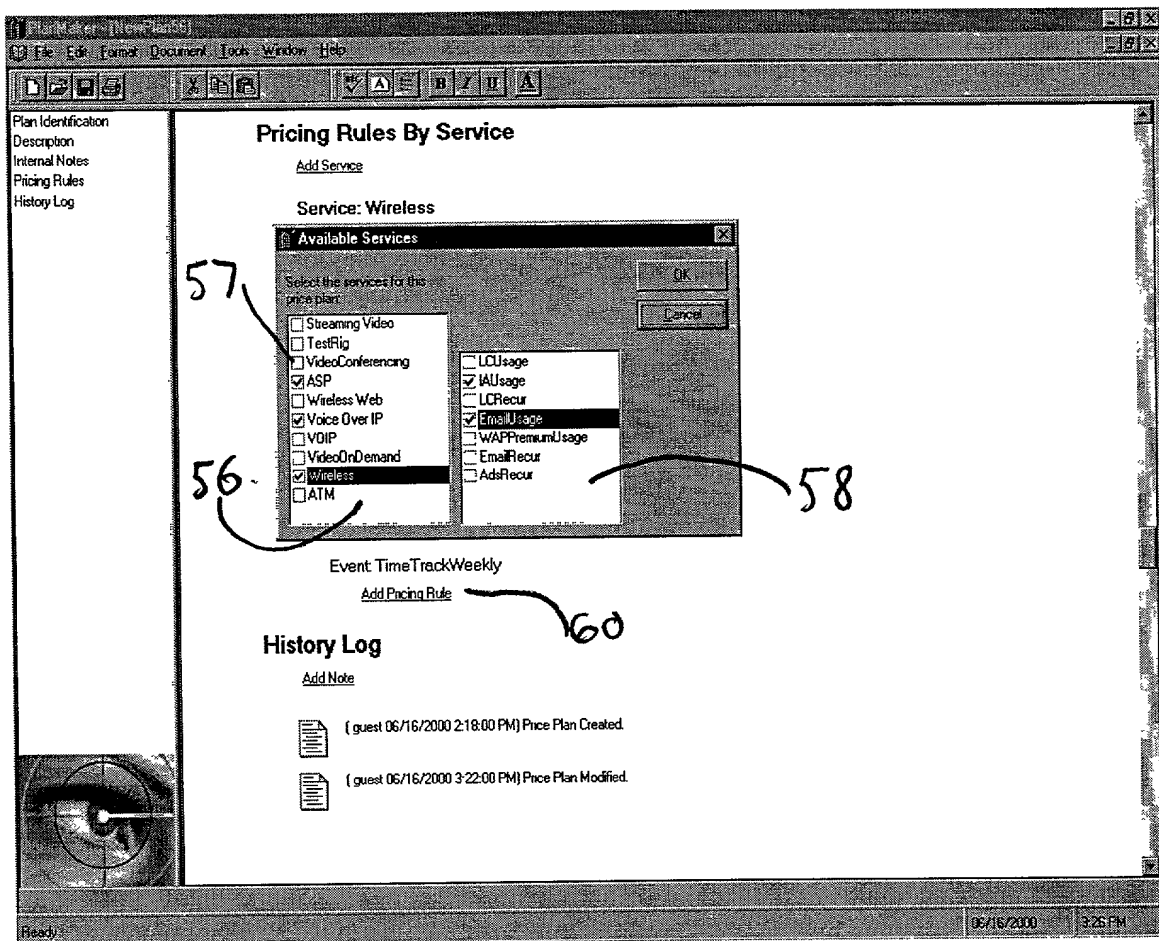 PlanMaker - [NewPlan66]
File Edit Format Document Tools Window Help
B I U A
Plan Identification
Description
Internal Notes
Pricing Rules
History Log
Pricing Rules By Service
Add Service
Service: Wireless
Available Services
Select the services for this
price plan:
OK
Cancel
Streaming Video
TestRig
VideoConferencing
ASP
Wireless Web
Voice Over IP
VOIP
VideoOnDemand
Wireless
ATM
LCUsage
IAUsage
LCRecur
EmailUsage
WAPPremiumUsage
EmailRecur
AdsRecur
57
56
58
Event: TimeTrackWeekly
Add Pricing Rule
60
History Log
Add Note
( guest 06/16/2000 2:18:00 PM) Price Plan Created.
( guest 06/16/2000 3:22:00 PM) Price Plan Modified.
Ready
06/16/2000
3:26 PM